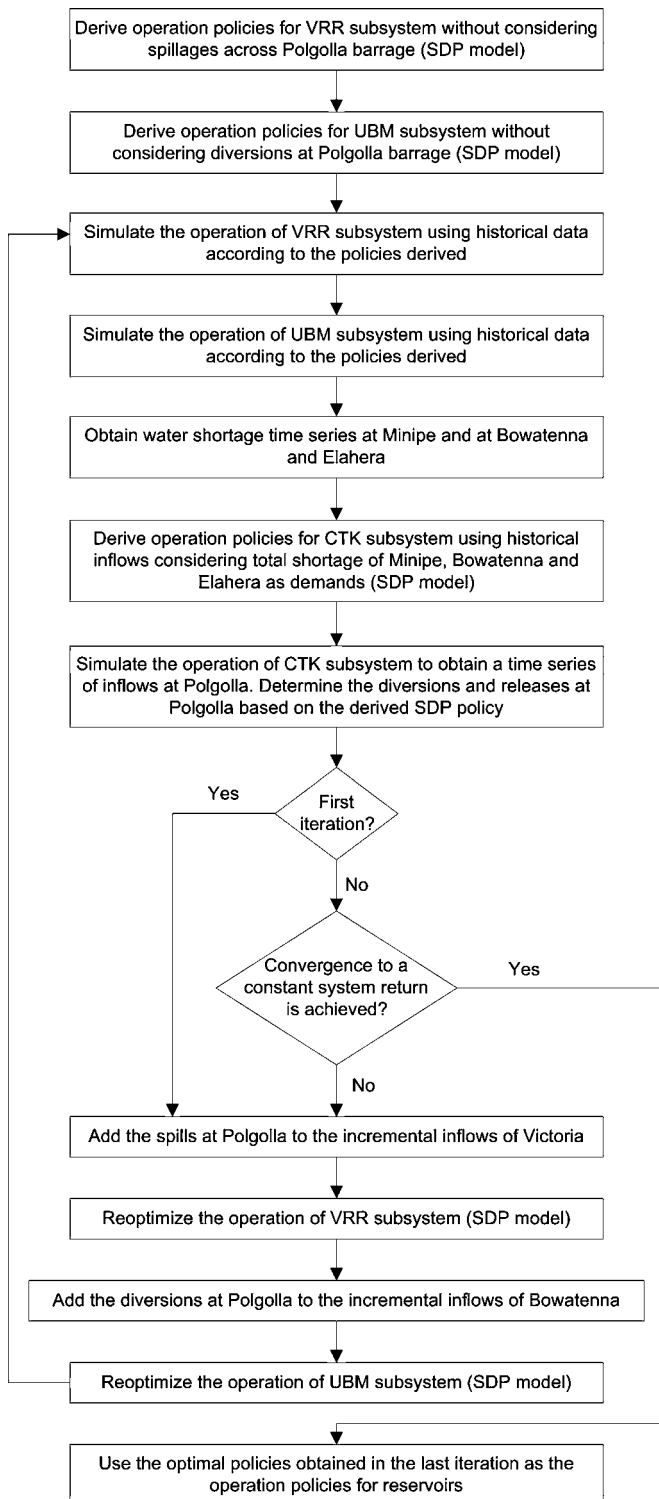 Derive operation policies for VRR subsystem without considering
spillages across Polgolla barrage (SDP model)
Derive operation policies for UBM subsystem without
considering diversions at Polgolla barrage (SDP model)
Simulate the operation of VRR subsystem using historical data
according to the policies derived
Simulate the operation of UBM subsystem using historical data
according to the policies derived
Obtain water shortage time series at Minipe and at Bowatenna
and Elahera
Derive operation policies for CTK subsystem using historical
inflows considering total shortage of Minipe, Bowatenna and
Elahera as demands (SDP model)
Simulate the operation of CTK subsystem to obtain a time series
of inflows at Polgolla. Determine the diversions and releases at
Polgolla based on the derived SDP policy
Yes
First
iteration?
No
Convergence to a
constant system return
is achieved?
Yes
No
Add the spills at Polgolla to the incremental inflows of Victoria
Reoptimize the operation of VRR subsystem (SDP model)
Add the diversions at Polgolla to the incremental inflows of Bowatenna
Reoptimize the operation of UBM subsystem (SDP model)
Use the optimal policies obtained in the last iteration as the
operation policies for reservoirs